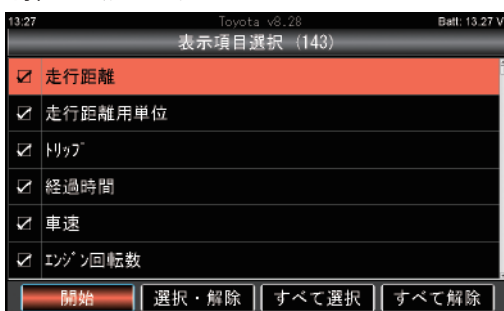 13:27 Toyota v8.28 Batt: 13.27 V
表示項目選択 (143)
走行距離
走行距離用単位
ﾄﾘｯﾌﾟ
経過時間
車速
ｴﾝｼﾞﾝ回転数
開始 選択・解除 すべて選択 すべて解除